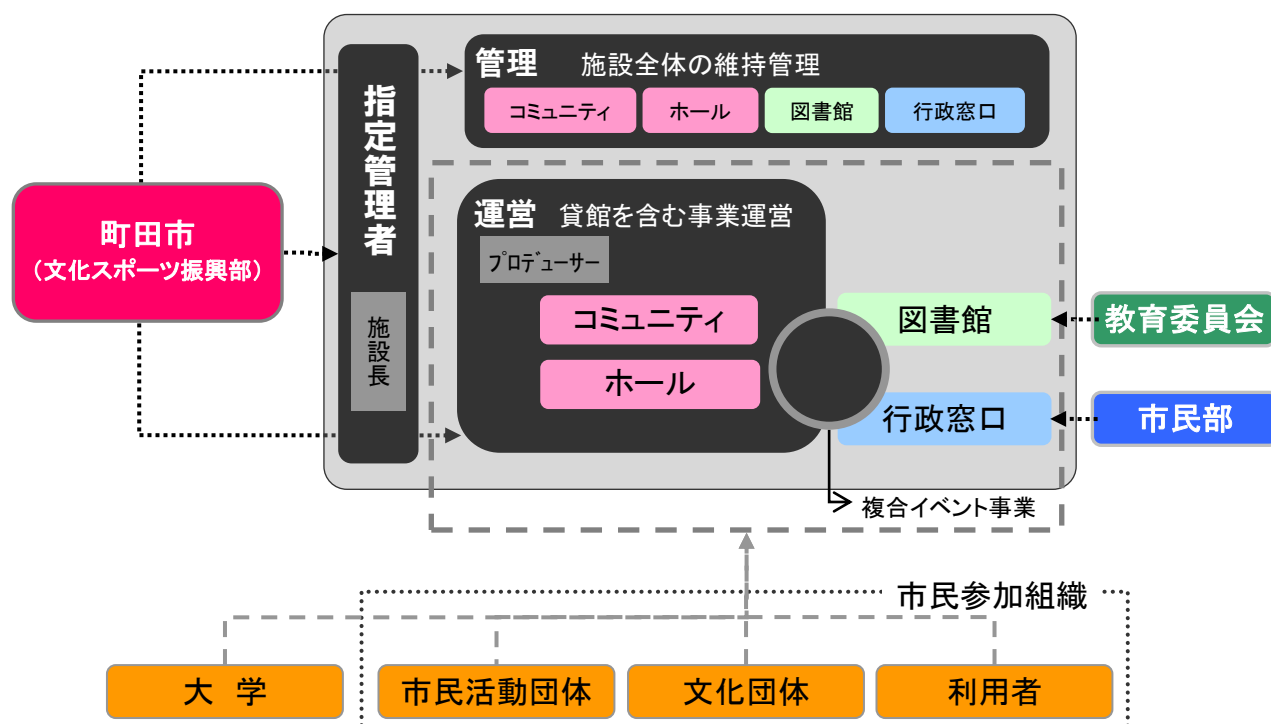 管理 施設全体の維持管理
コミュニティ ホール 図書館 行政窓口
指定管理者
施設長
町田市
(文化スポーツ振興部)
運営 貸館を含む事業運営
プロデューサー
コミュニティ
ホール
図書館
行政窓口
教育委員会
市民部
複合イベント事業
市民参加組織
大 学
市民活動団体
文化団体
利用者